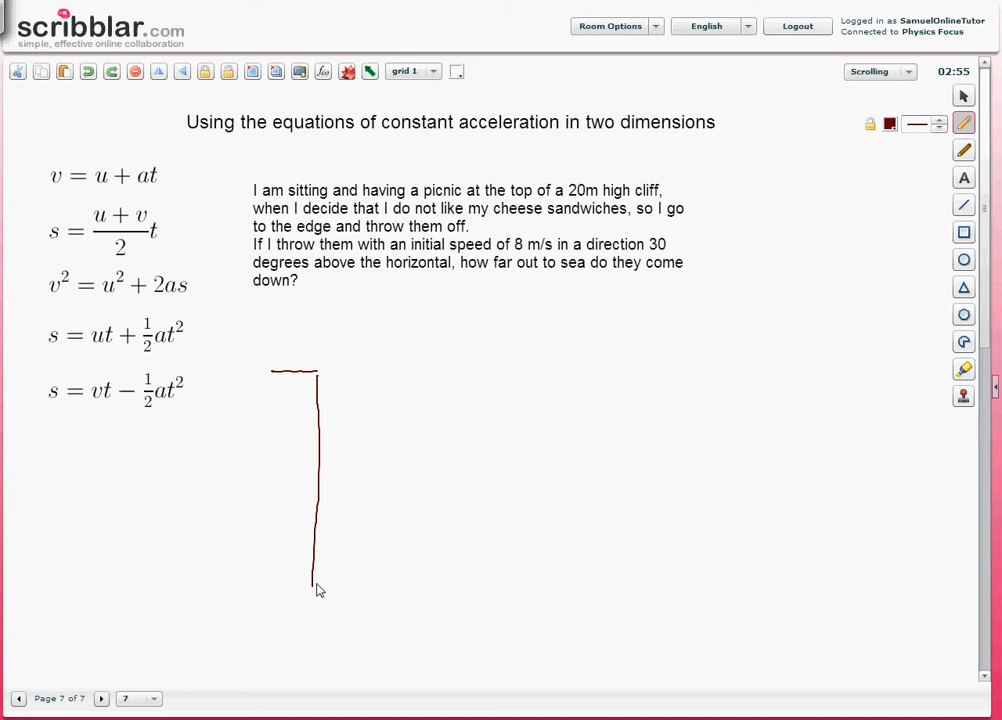 scribblar.com
simple, effective online collaboration
Room Options
English
Logout
Logged in as SamuelOnlineTutor
Connected to Physics Focus
grid 1
Scrolling
02:55
Using the equations of constant acceleration in two dimensions
v = u + at
s = \frac{u + v}{2}t
v² = u² + 2as
s = ut + ½at²
s = vt − ½at²
I am sitting and having a picnic at the top of a 20m high cliff,
when I decide that I do not like my cheese sandwiches, so I go
to the edge and throw them off.
If I throw them with an initial speed of 8 m/s in a direction 30
degrees above the horizontal, how far out to sea do they come
down?
A
Page 7 of 7
7